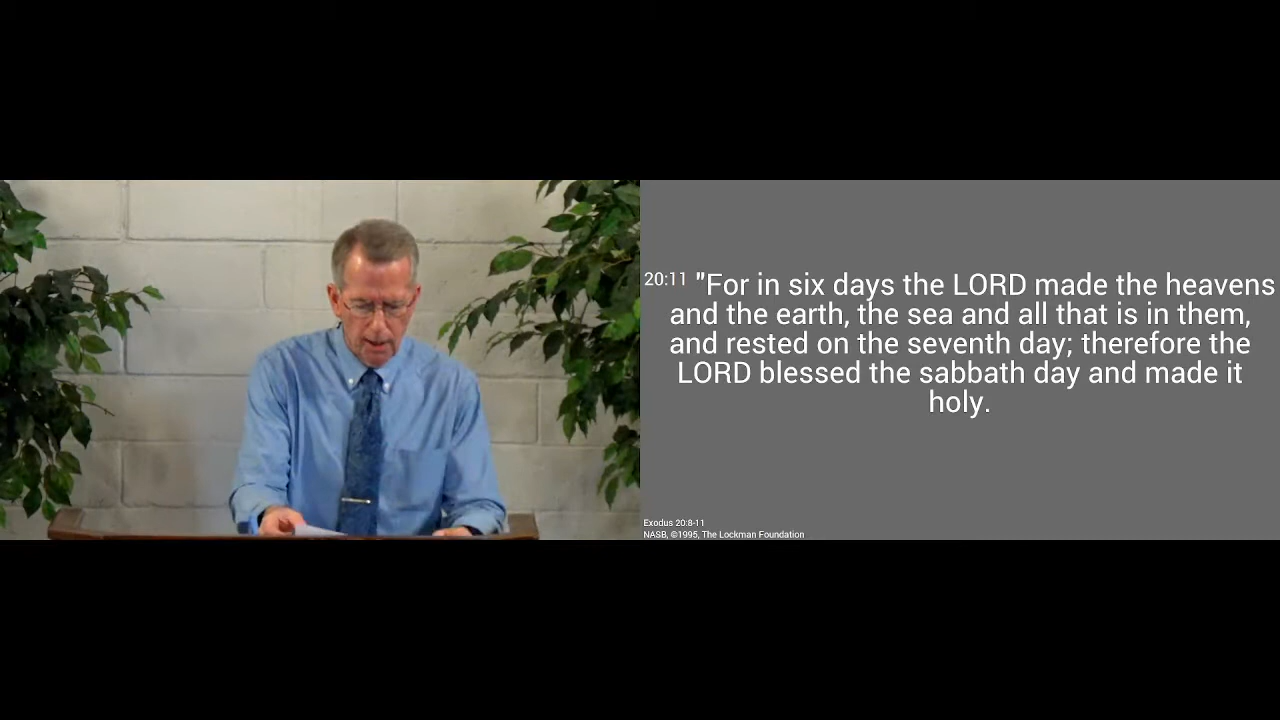 20:11 "For in six days the LORD made the heavens
and the earth, the sea and all that is in them,
and rested on the seventh day; therefore the
LORD blessed the sabbath day and made it
holy.
Exodus 20:8-11
NASB, ©1995, The Lockman Foundation